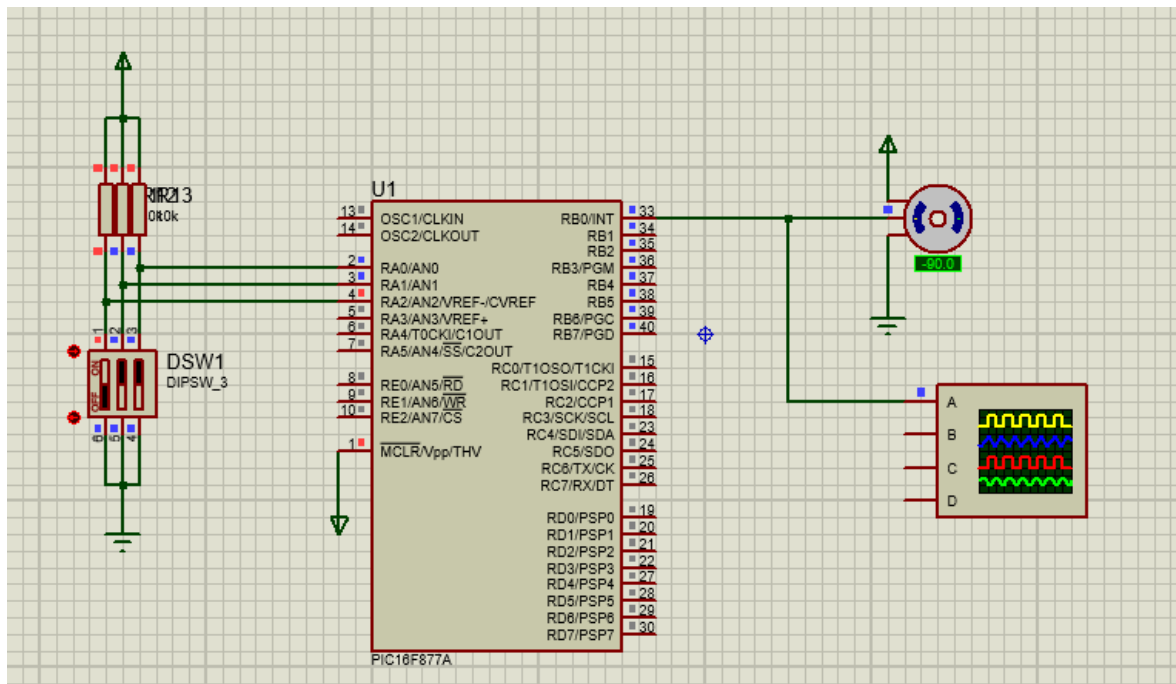 U1
13 OSC1/CLKIN
14 OSC2/CLKOUT
2 RA0/AN0
3 RA1/AN1
4 RA2/AN2/VREF-/CVREF
5 RA3/AN3/VREF+
6 RA4/T0CKI/C1OUT
7 RA5/AN4/SS/C2OUT
8 RE0/AN5/RD
9 RE1/AN6/WR
10 RE2/AN7/CS
1 MCLR/Vpp/THV
RB0/INT 33
RB1 34
RB2 35
RB3/PGM 36
RB4 37
RB5 38
RB6/PGC 39
RB7/PGD 40
RC0/T1OSO/T1CKI 15
RC1/T1OSI/CCP2 16
RC2/CCP1 17
RC3/SCK/SCL 18
RC4/SDI/SDA 23
RC5/SDO 24
RC6/TX/CK 25
RC7/RX/DT 26
RD0/PSP0 19
RD1/PSP1 20
RD2/PSP2 21
RD3/PSP3 22
RD4/PSP4 27
RD5/PSP5 28
RD6/PSP6 29
RD7/PSP7 30
PIC16F877A
1 2 3
ON
OFF
6 5 4
DSW1
DIPSW_3
-90.0
A
B
C
D